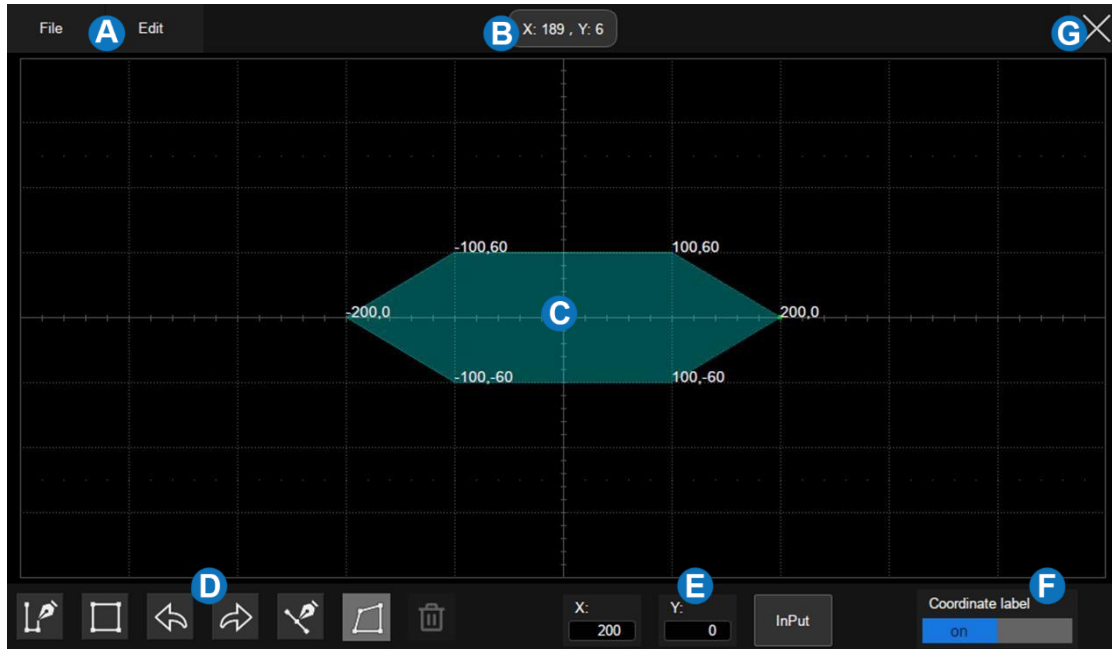 File
A
Edit
B
X: 189 , Y: 6
G
-100,60
100,60
-200,0
C
200,0
-100,-60
100,-60
D
E
F
X:
200
Y:
0
InPut
Coordinate label
on